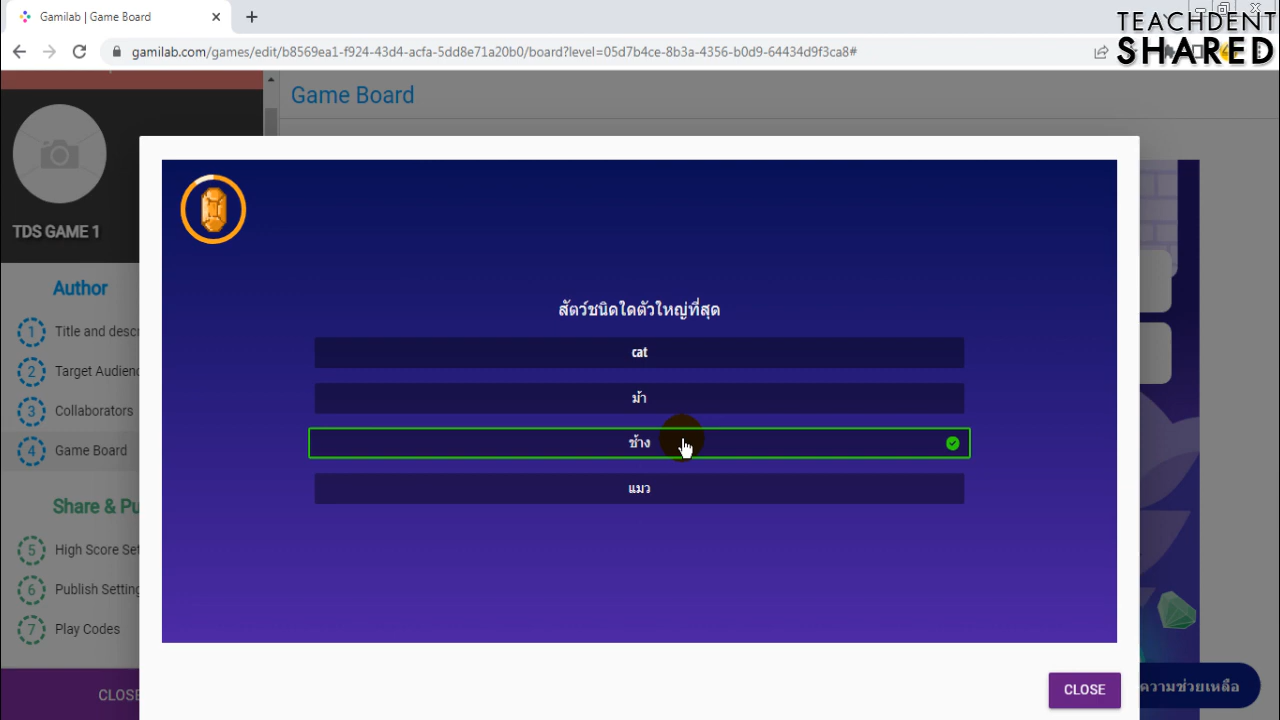 Gamilab | Game Board
TEACHDENT
SHARED
gamilab.com/games/edit/b8569ea1-f924-43d4-acfa-5dd8e71a20b0/board?level=05d7b4ce-8b3a-4356-b0d9-64434d9f3ca8#
Game Board
TDS GAME 1
Author
1 Title and descr
2 Target Audienc
3 Collaborators
4 Game Board
Share & Pu
5 High Score Set
6 Publish Setting
7 Play Codes
CLOSE
สัตว์ชนิดใดตัวใหญ่ที่สุด
cat
ม้า
ช้าง
แมว
CLOSE
ความช่วยเหลือ